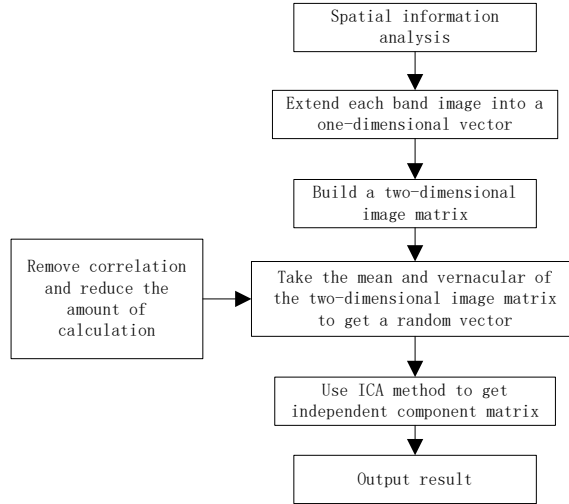 Spatial information
analysis
Extend each band image into a
one-dimensional vector
Build a two-dimensional
image matrix
Remove correlation
and reduce the
amount of
calculation
Take the mean and vernacular of
the two-dimensional image matrix
to get a random vector
Use ICA method to get
independent component matrix
Output result